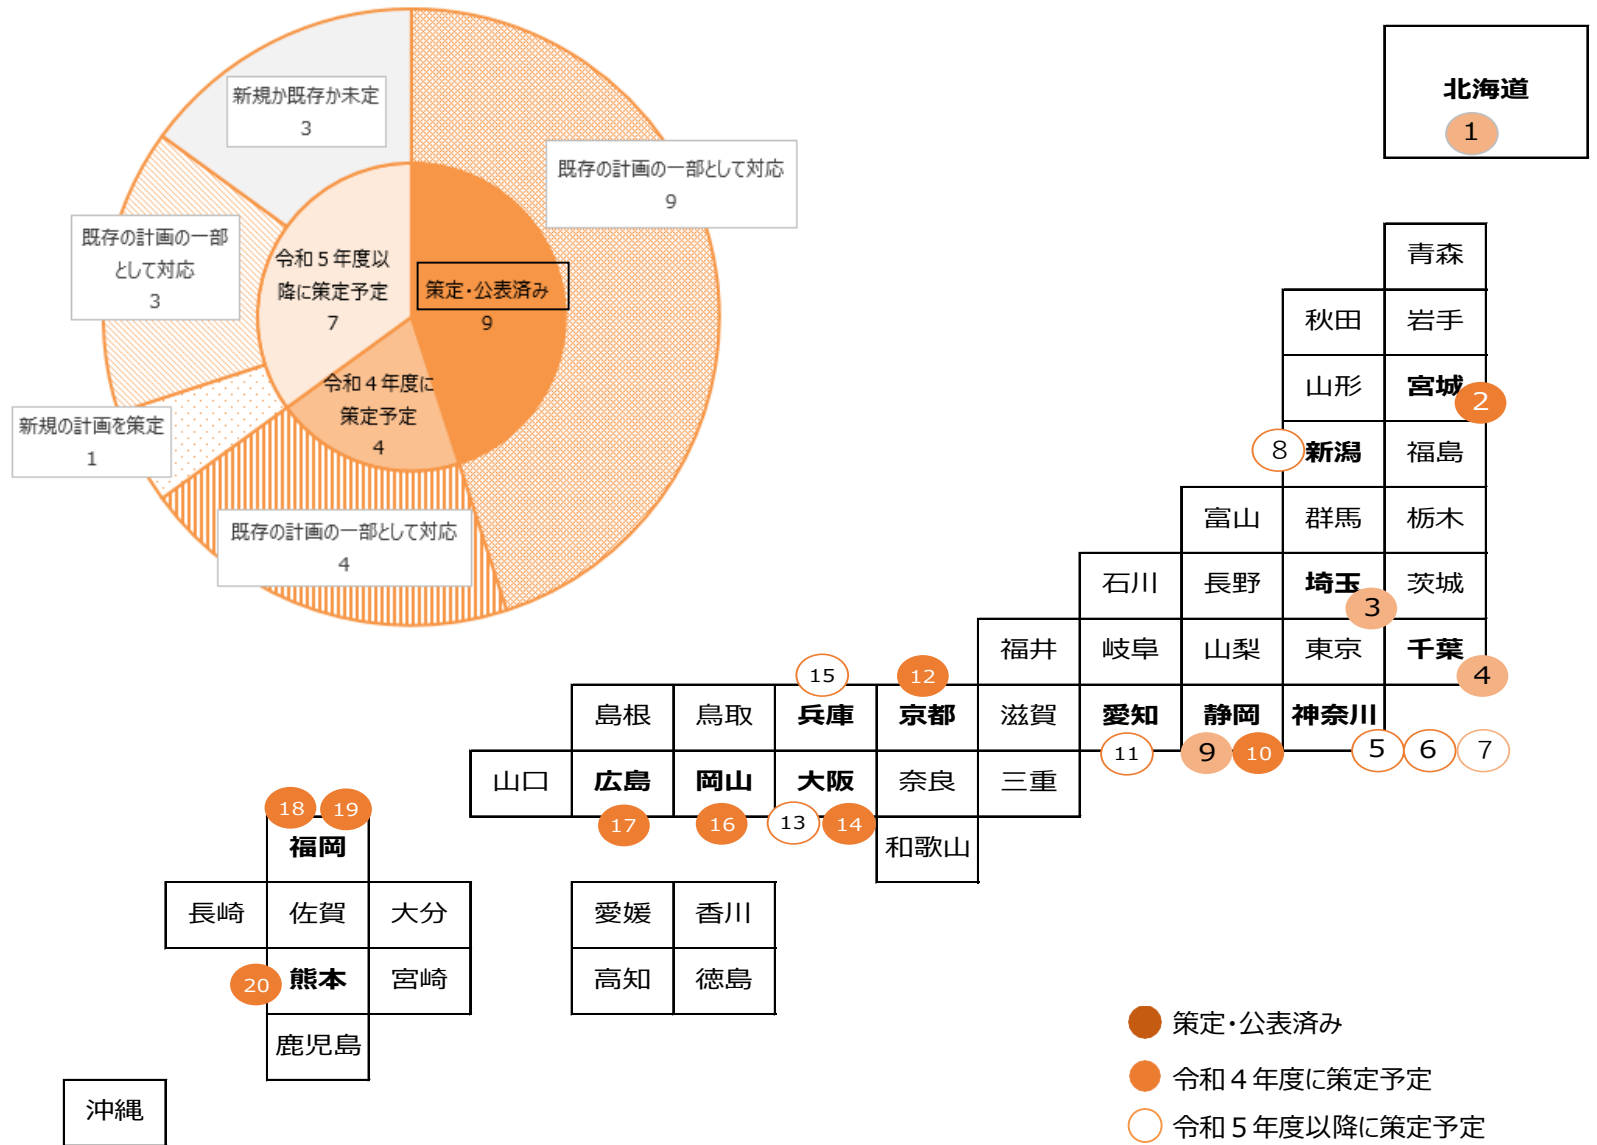 新規か既存か未定
3
既存の計画の一部として対応
9
既存の計画の一部
として対応
3
令和５年度以
降に策定予定
7
策定・公表済み
9
令和４年度に
策定予定
4
新規の計画を策定
1
既存の計画の一部として対応
4
北海道
1
青森
秋田 岩手
山形 宮城
2
8
新潟 福島
富山 群馬 栃木
石川 長野 埼玉 茨城
3
福井 岐阜 山梨 東京 千葉
4
15
12
島根 鳥取 兵庫 京都 滋賀 愛知 静岡 神奈川
11
9
10
5
6
7
山口 広島 岡山 大阪 奈良 三重
17
16
13
14
18
19
福岡
和歌山
長崎 佐賀 大分
愛媛 香川
20
熊本 宮崎
高知 徳島
鹿児島
沖縄
策定・公表済み
令和４年度に策定予定
令和５年度以降に策定予定